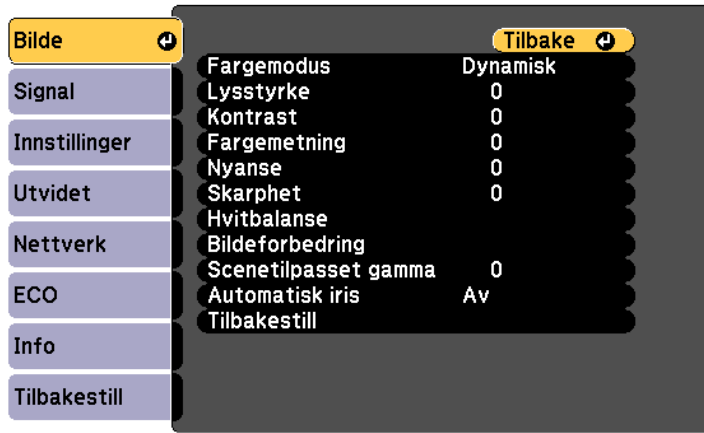 Bilde
Signal
Innstillinger
Utvidet
Nettverk
ECO
Info
Tilbakestill
Tilbake
Fargemodus Dynamisk
Lysstyrke 0
Kontrast 0
Fargemetning 0
Nyanse 0
Skarphet 0
Hvitbalanse
Bildeforbedring
Scenetilpasset gamma 0
Automatisk iris Av
Tilbakestill